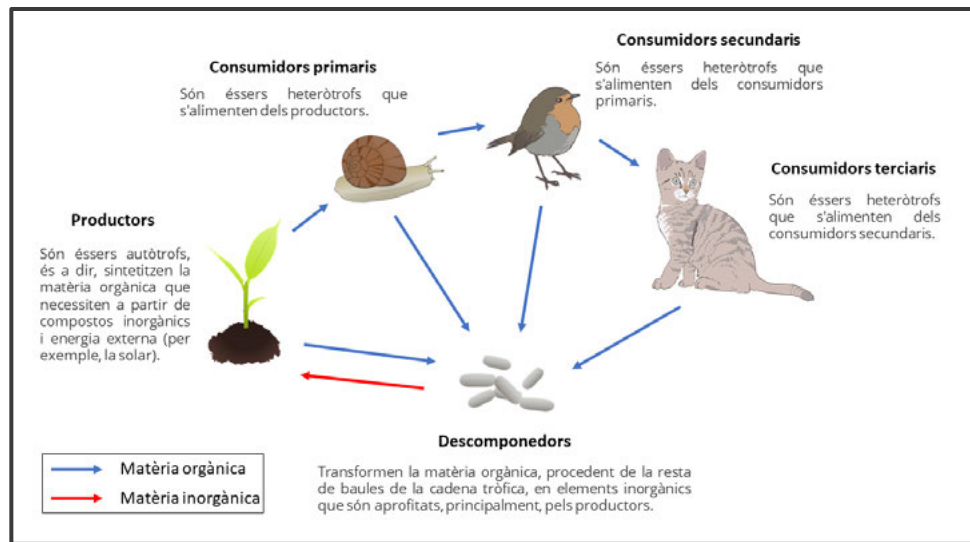 Consumidors secundaris
Són éssers heteròtrofs que
s'alimenten dels consumidors
primaris.
Consumidors primaris
Són éssers heteròtrofs que
s'alimenten dels productors.
Consumidors terciaris
Són éssers heteròtrofs
que s'alimenten dels
consumidors secundaris.
Productors
Són éssers autòtrofs,
és a dir, sintetitzen la
matèria orgànica que
necessiten a partir de
compostos inorgànics
i energia externa (per
exemple, la solar).
Descomponedors
Transformen la matèria orgànica, procedent de la resta
de baules de la cadena tròfica, en elements inorgànics
que són aprofitats, principalment, pels productors.
Matèria orgànica
Matèria inorgànica